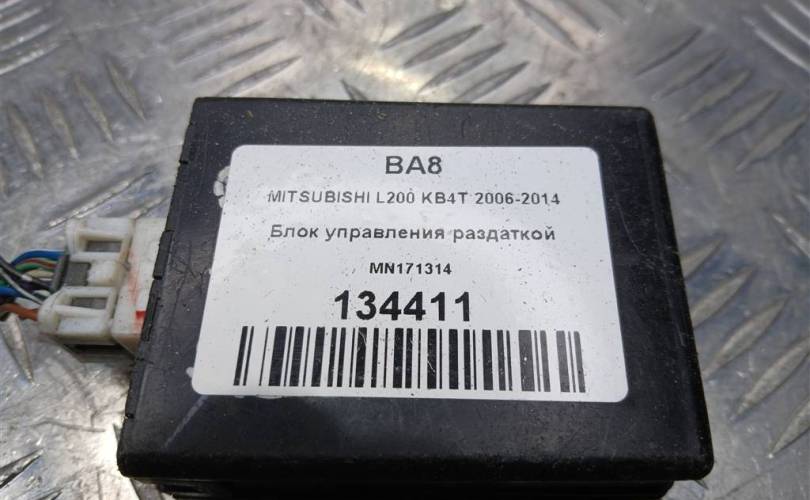 BA8
MITSUBISHI L200 KB4T 2006-2014
Блок управления раздаткой
MN171314
134411